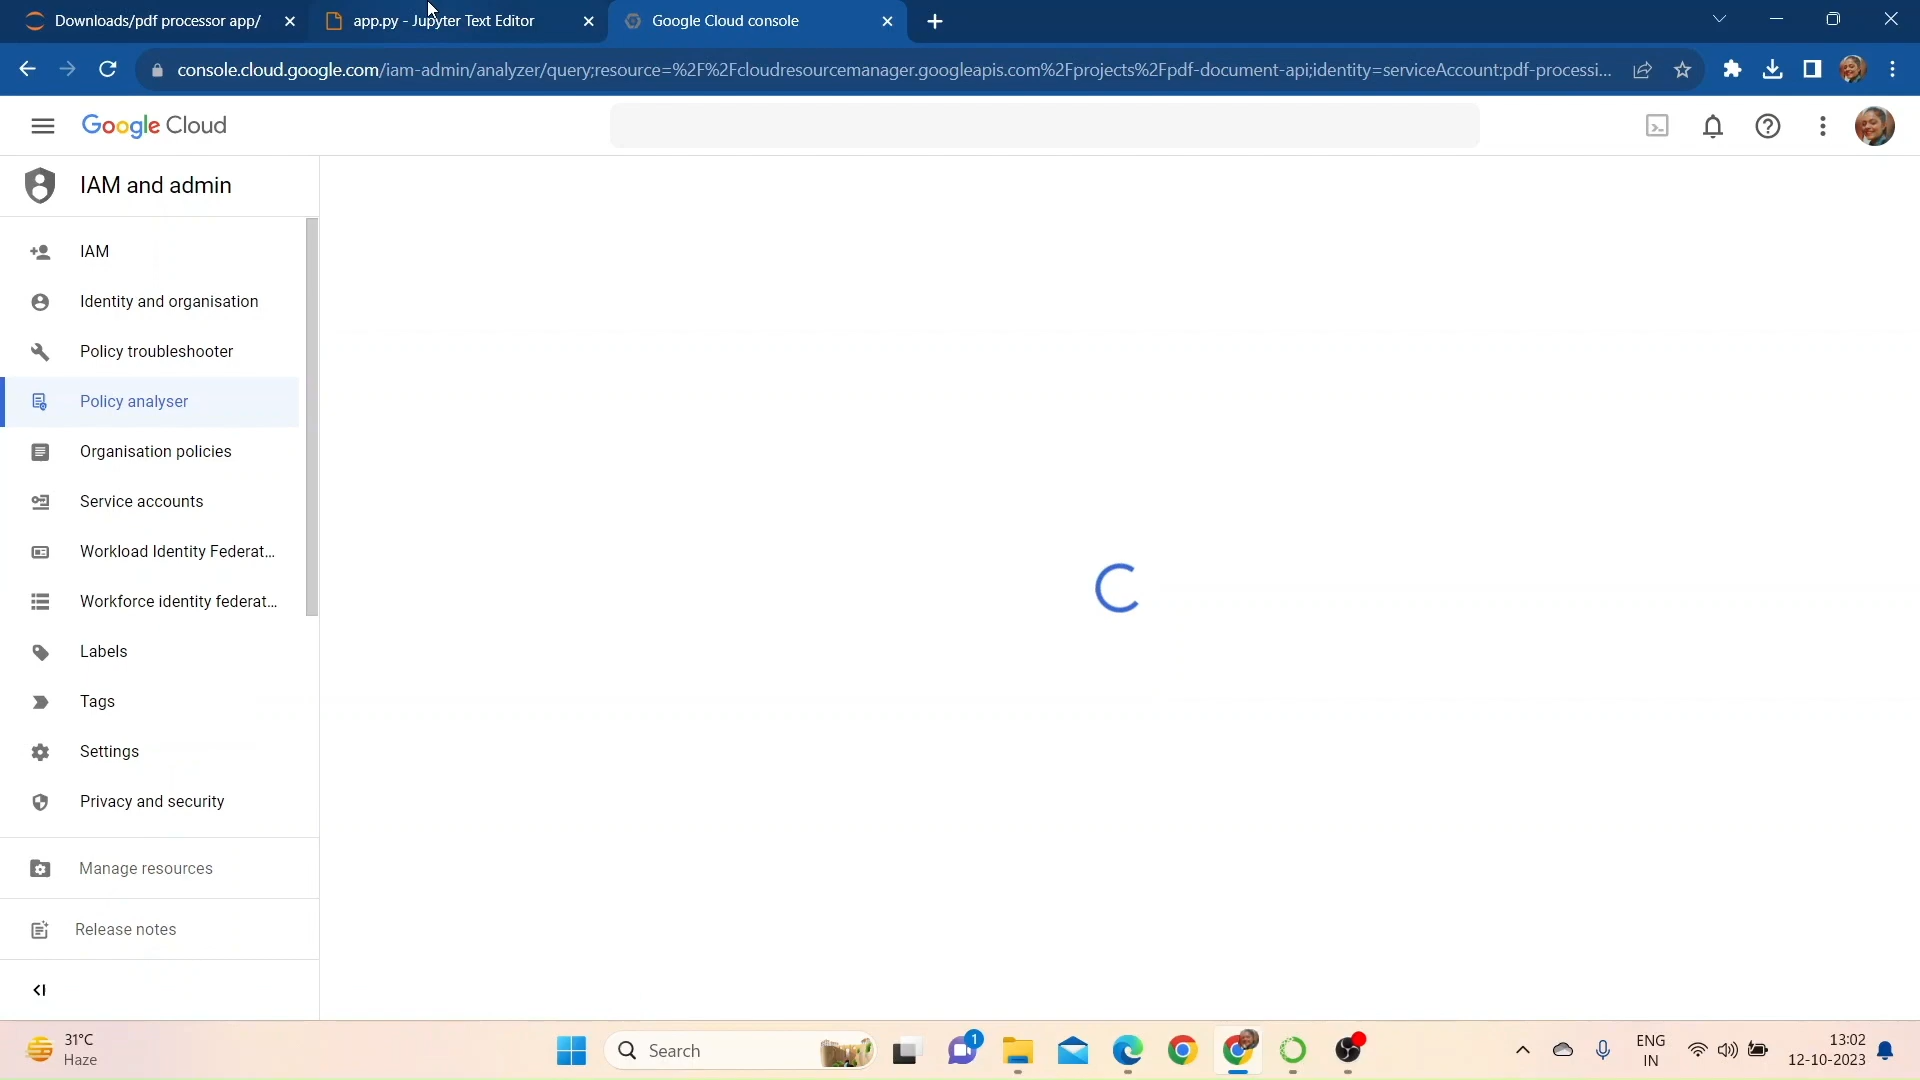 Downloads/pdf processor app/
app.py - Jupyter Text Editor
Google Cloud console
console.cloud.google.com/iam-admin/analyzer/query;resource=%2F%2Fcloudresourcemanager.googleapis.com%2Fprojects%2Fpdf-document-api;identity=serviceAccount:pdf-processi...
Google Cloud
IAM and admin
IAM
Identity and organisation
Policy troubleshooter
Policy analyser
Organisation policies
Service accounts
Workload Identity Federat...
Workforce identity federat...
Labels
Tags
Settings
Privacy and security
Manage resources
Release notes
31°C
Haze
Search
1
ENG
IN
13:02
12-10-2023